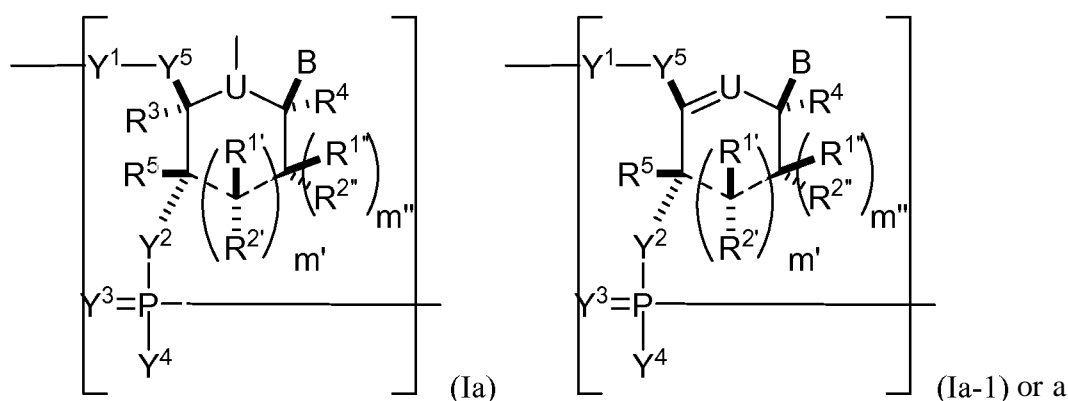 Y¹ Y⁵ U B
R³ R⁴
R⁵ R¹' R¹"
R²"
Y² R²' m' m"
Y³=P
Y⁴
(Ia)
Y¹ Y⁵ U B
R⁴
R⁵ R¹' R¹"
R²"
Y² R²' m' m"
Y³=P
Y⁴
(Ia-1) or a